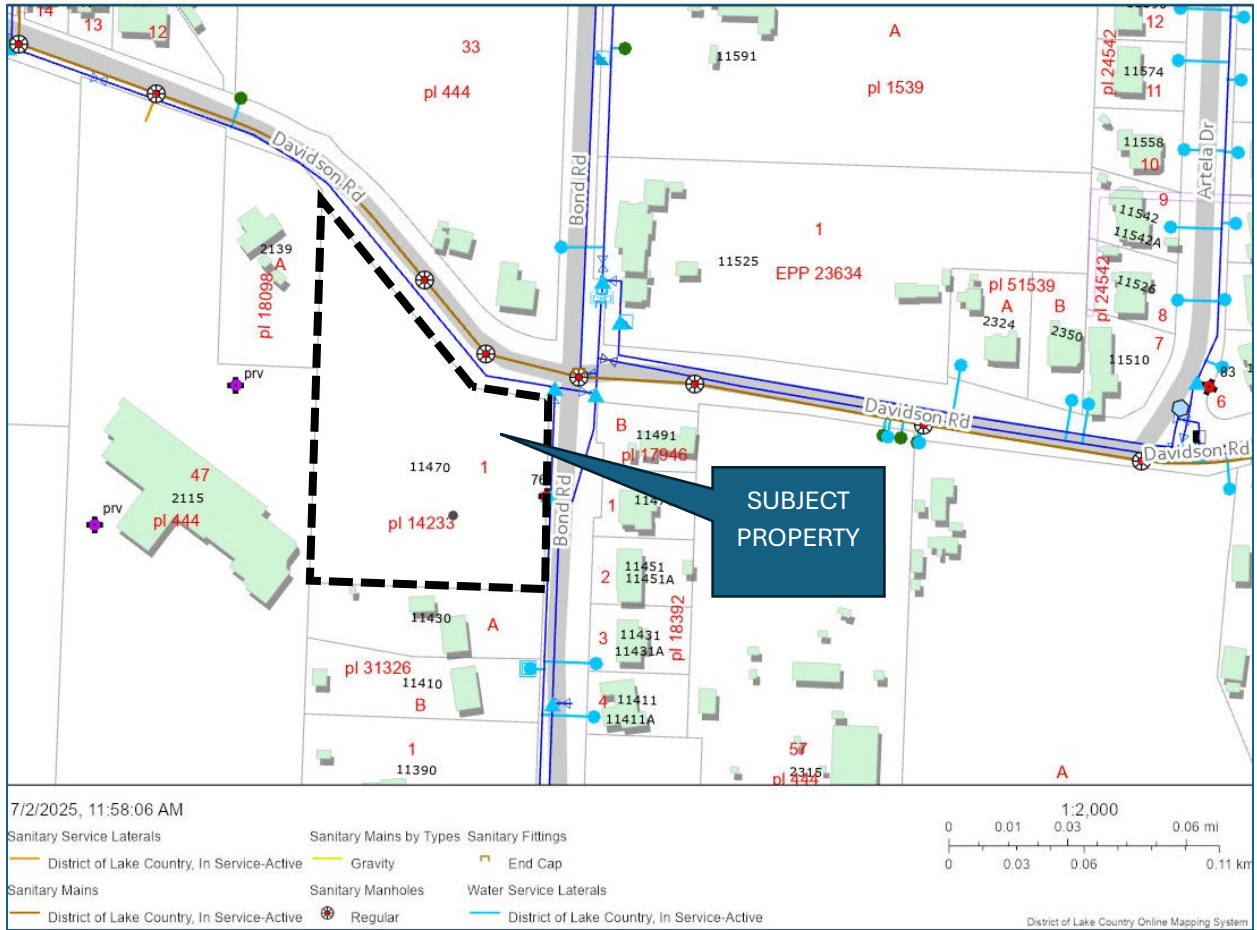 14
13
12
33
pl 444
A
11591
pl 1539
12
pl 24542
11574
11
11558
10
9
11542
11542A
Artela Dr
Davidson Rd
Bond Rd
2139
A
pl 18098
1
11525
EPP 23634
pl 51539
A
B
2324
2350
pl 24542
11526
8
7
11510
83
6
prv
Davidson Rd
Davidson Rd
B
11491
pl 17946
47
2115
pl 444
prv
11470
1
pl 14233
76
Bond Rd
1
SUBJECT
PROPERTY
2
11451
11451A
pl 18392
3
11431
11431A
11430
A
pl 31326
11410
B
4
11411
11411A
1
11390
57
2315
pl 444
A
7/2/2025, 11:58:06 AM
1:2,000
0 0.01 0.03 0.06 mi
0 0.03 0.06 0.11 km
Sanitary Service Laterals
District of Lake Country, In Service-Active
Sanitary Mains
District of Lake Country, In Service-Active
Sanitary Mains by Types
Gravity
Sanitary Manholes
Regular
Sanitary Fittings
End Cap
Water Service Laterals
District of Lake Country, In Service-Active
District of Lake Country Online Mapping System